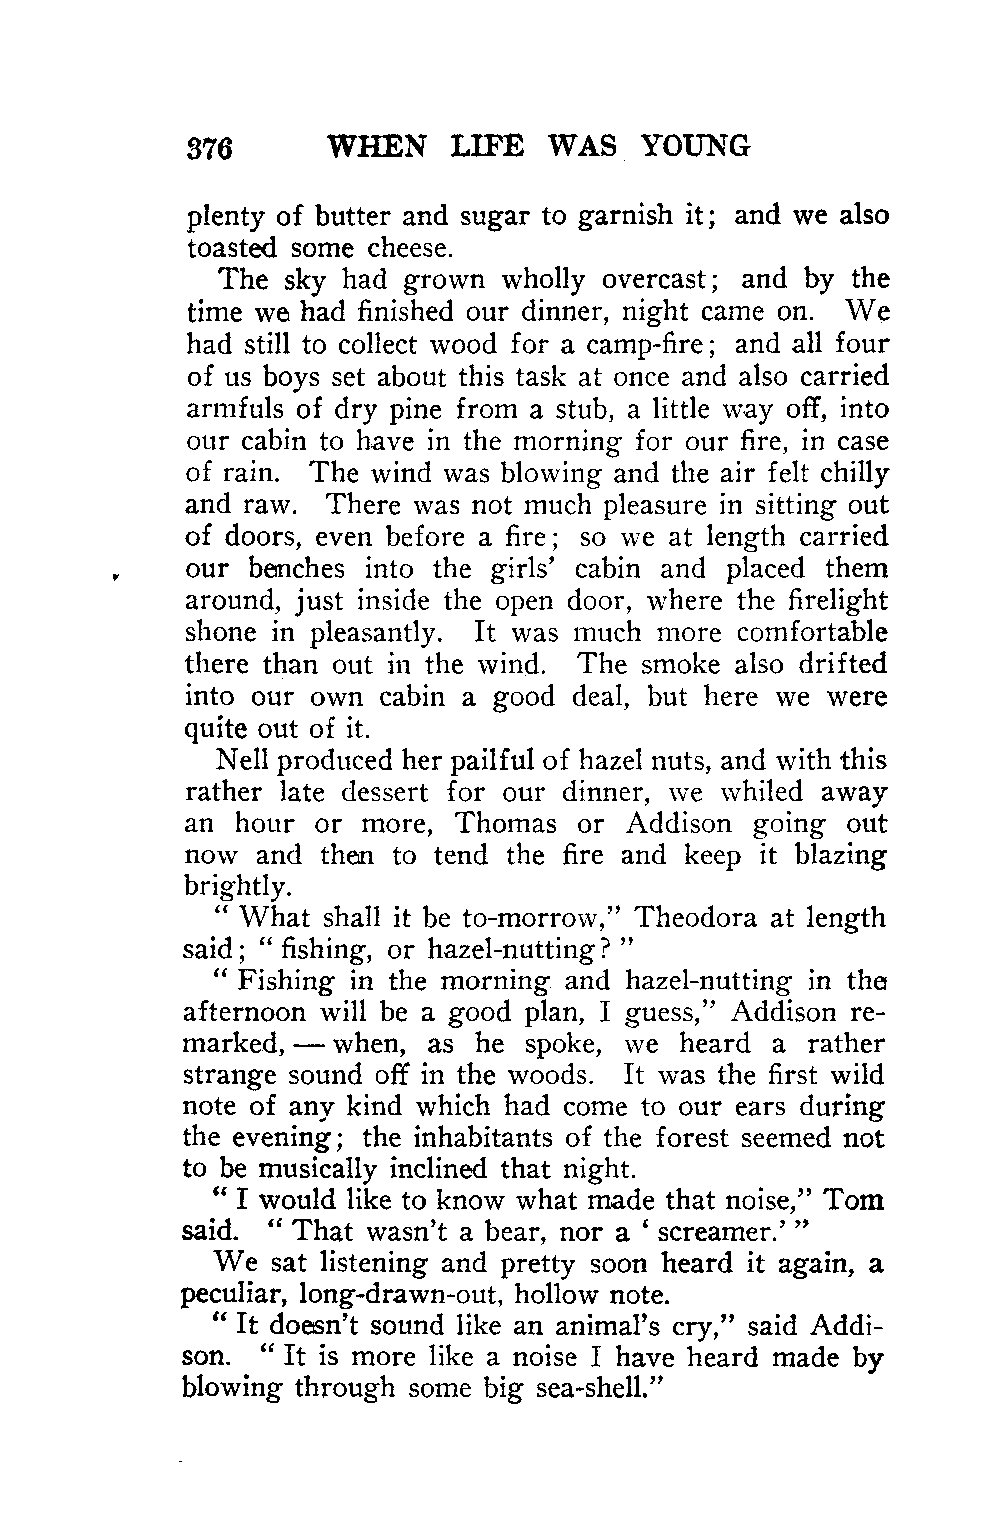 376 WHEN LIFE WAS YOUNG
plenty of butter and sugar to garnish it; and we also
toasted some cheese.
The sky had grown wholly overcast; and by the
time we had finished our dinner, night came on. We
had still to collect wood for a camp-fire; and all four
of us boys set about this task at once and also carried
armfuls of dry pine from a stub, a little way off, into
our cabin to have in the morning for our fire, in case
of rain. The wind was blowing and the air felt chilly
and raw. There was not much pleasure in sitting out
of doors, even before a fire; so we at length carried
our benches into the girls' cabin and placed them
around, just inside the open door, where the firelight
shone in pleasantly. It was much more comfortable
there than out in the wind. The smoke also drifted
into our own cabin a good deal, but here we were
quite out of it.
Nell produced her pailful of hazel nuts, and with this
rather late dessert for our dinner, we whiled away
an hour or more, Thomas or Addison going out
now and then to tend the fire and keep it blazing
brightly.
" What shall it be to-morrow," Theodora at length
said; " fishing, or hazel-nutting? "
" Fishing in the morning and hazel-nutting in the
afternoon will be a good plan, I guess," Addison re-
marked, — when, as he spoke, we heard a rather
strange sound off in the woods. It was the first wild
note of any kind which had come to our ears during
the evening; the inhabitants of the forest seemed not
to be musically inclined that night.
" I would like to know what made that noise," Tom
said. " That wasn't a bear, nor a ' screamer.' "
We sat listening and pretty soon heard it again, a
peculiar, long-drawn-out, hollow note.
" It doesn't sound like an animal's cry," said Addi-
son. " It is more like a noise I have heard made by
blowing through some big sea-shell."